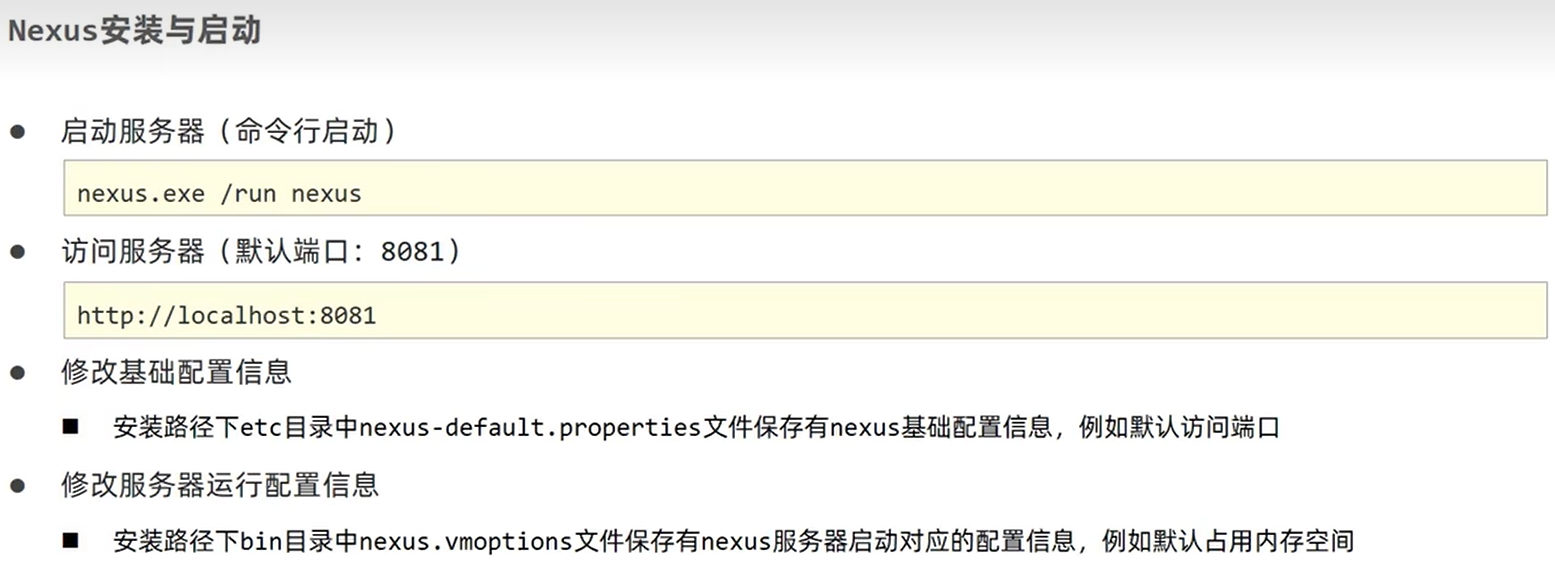 Nexus安装与启动
● 启动服务器（命令行启动）
nexus.exe /run nexus
● 访问服务器（默认端口：8081）
http://localhost:8081
● 修改基础配置信息
■ 安装路径下etc目录中nexus-default.properties文件保存有nexus基础配置信息，例如默认访问端口
● 修改服务器运行配置信息
■ 安装路径下bin目录中nexus.vmoptions文件保存有nexus服务器启动对应的配置信息，例如默认占用内存空间